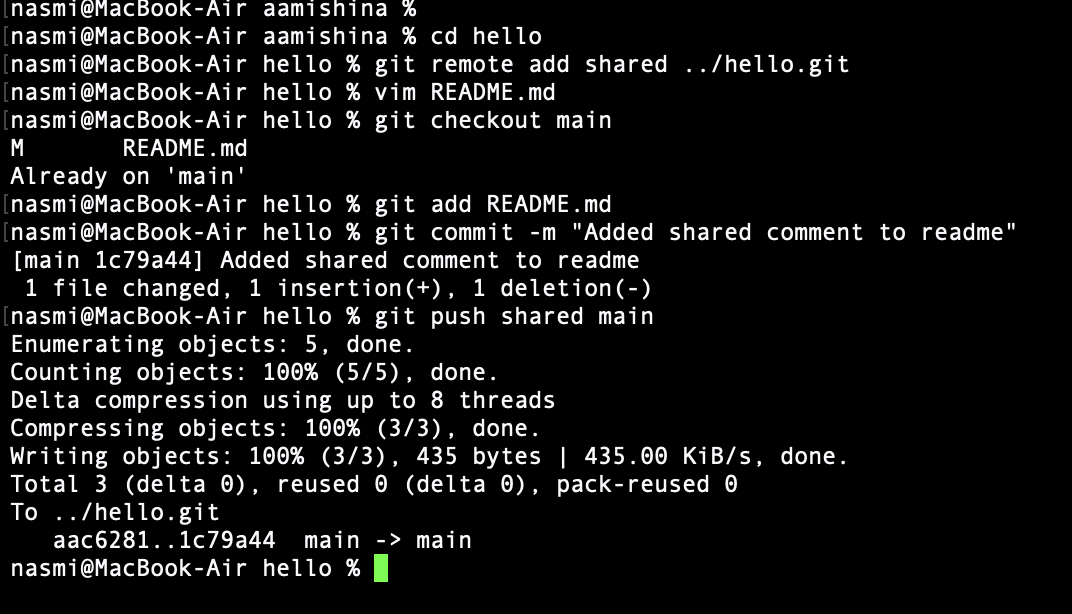 [nasmi@MacBook-Air aamishina %
[nasmi@MacBook-Air aamishina % cd hello
[nasmi@MacBook-Air hello % git remote add shared ../hello.git
[nasmi@MacBook-Air hello % vim README.md
[nasmi@MacBook-Air hello % git checkout main
M       README.md
Already on 'main'
[nasmi@MacBook-Air hello % git add README.md
[nasmi@MacBook-Air hello % git commit -m "Added shared comment to readme"
[main 1c79a44] Added shared comment to readme
 1 file changed, 1 insertion(+), 1 deletion(-)
[nasmi@MacBook-Air hello % git push shared main
Enumerating objects: 5, done.
Counting objects: 100% (5/5), done.
Delta compression using up to 8 threads
Compressing objects: 100% (3/3), done.
Writing objects: 100% (3/3), 435 bytes | 435.00 KiB/s, done.
Total 3 (delta 0), reused 0 (delta 0), pack-reused 0
To ../hello.git
   aac6281..1c79a44  main -> main
nasmi@MacBook-Air hello %